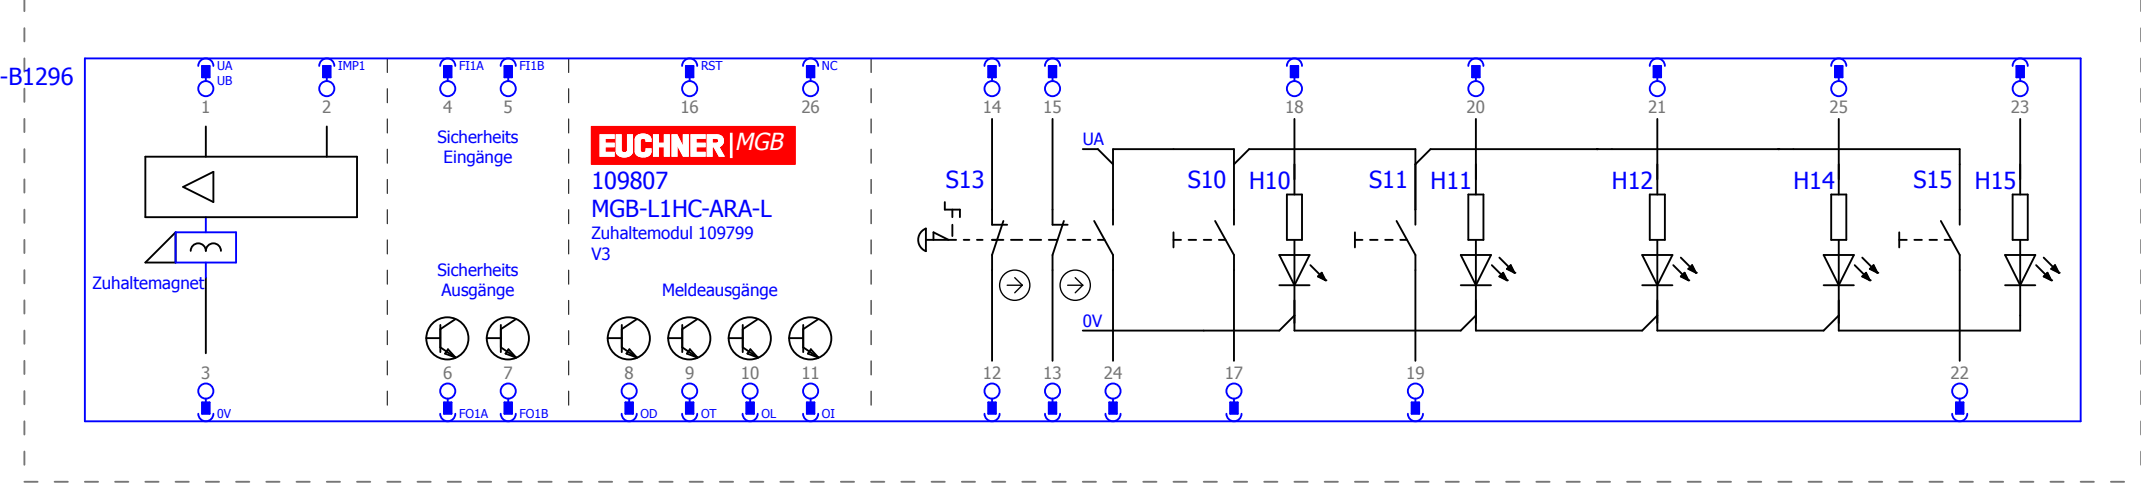 -B1296
UA
UB
IMP1
FI1A
FI1B
RST
NC
1
2
4
5
16
26
14
15
18
20
21
25
23
Sicherheits
Eingänge
EUCHNER|MGB
109807
MGB-L1HC-ARA-L
Zuhaltemodul 109799
V3
UA
S13
S10
H10
S11
H11
H12
H14
S15
H15
Zuhaltemagnet
Sicherheits
Ausgänge
Meldeausgänge
0V
3
6
7
8
9
10
11
12
13
24
17
19
22
0V
FO1A
FO1B
OD
OT
OL
OI